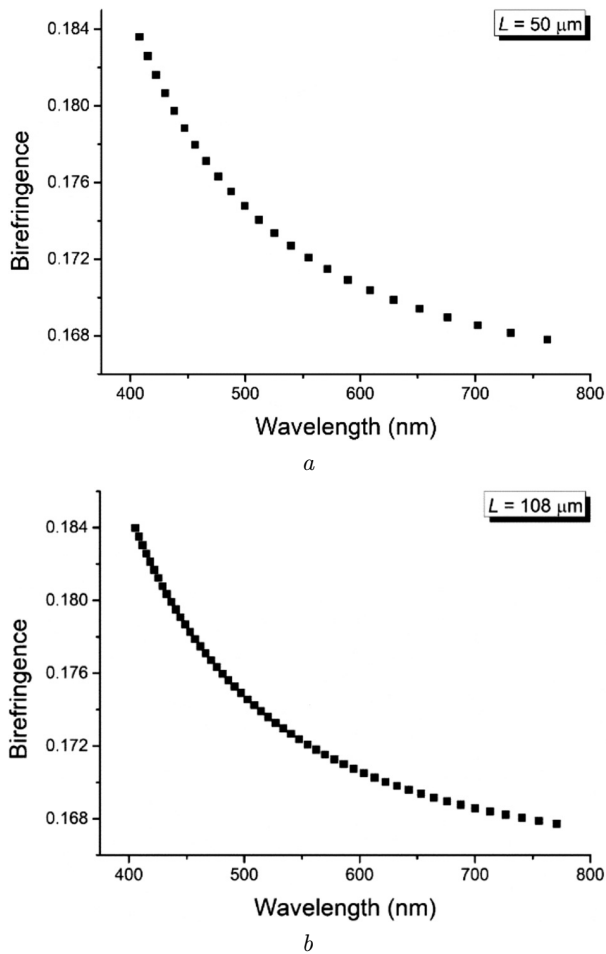 L = 50 μm
0.184
0.180
0.176
0.172
0.168
Birefringence
400 500 600 700 800
Wavelength (nm)
a
L = 108 μm
0.184
0.180
0.176
0.172
0.168
Birefringence
400 500 600 700 800
Wavelength (nm)
b